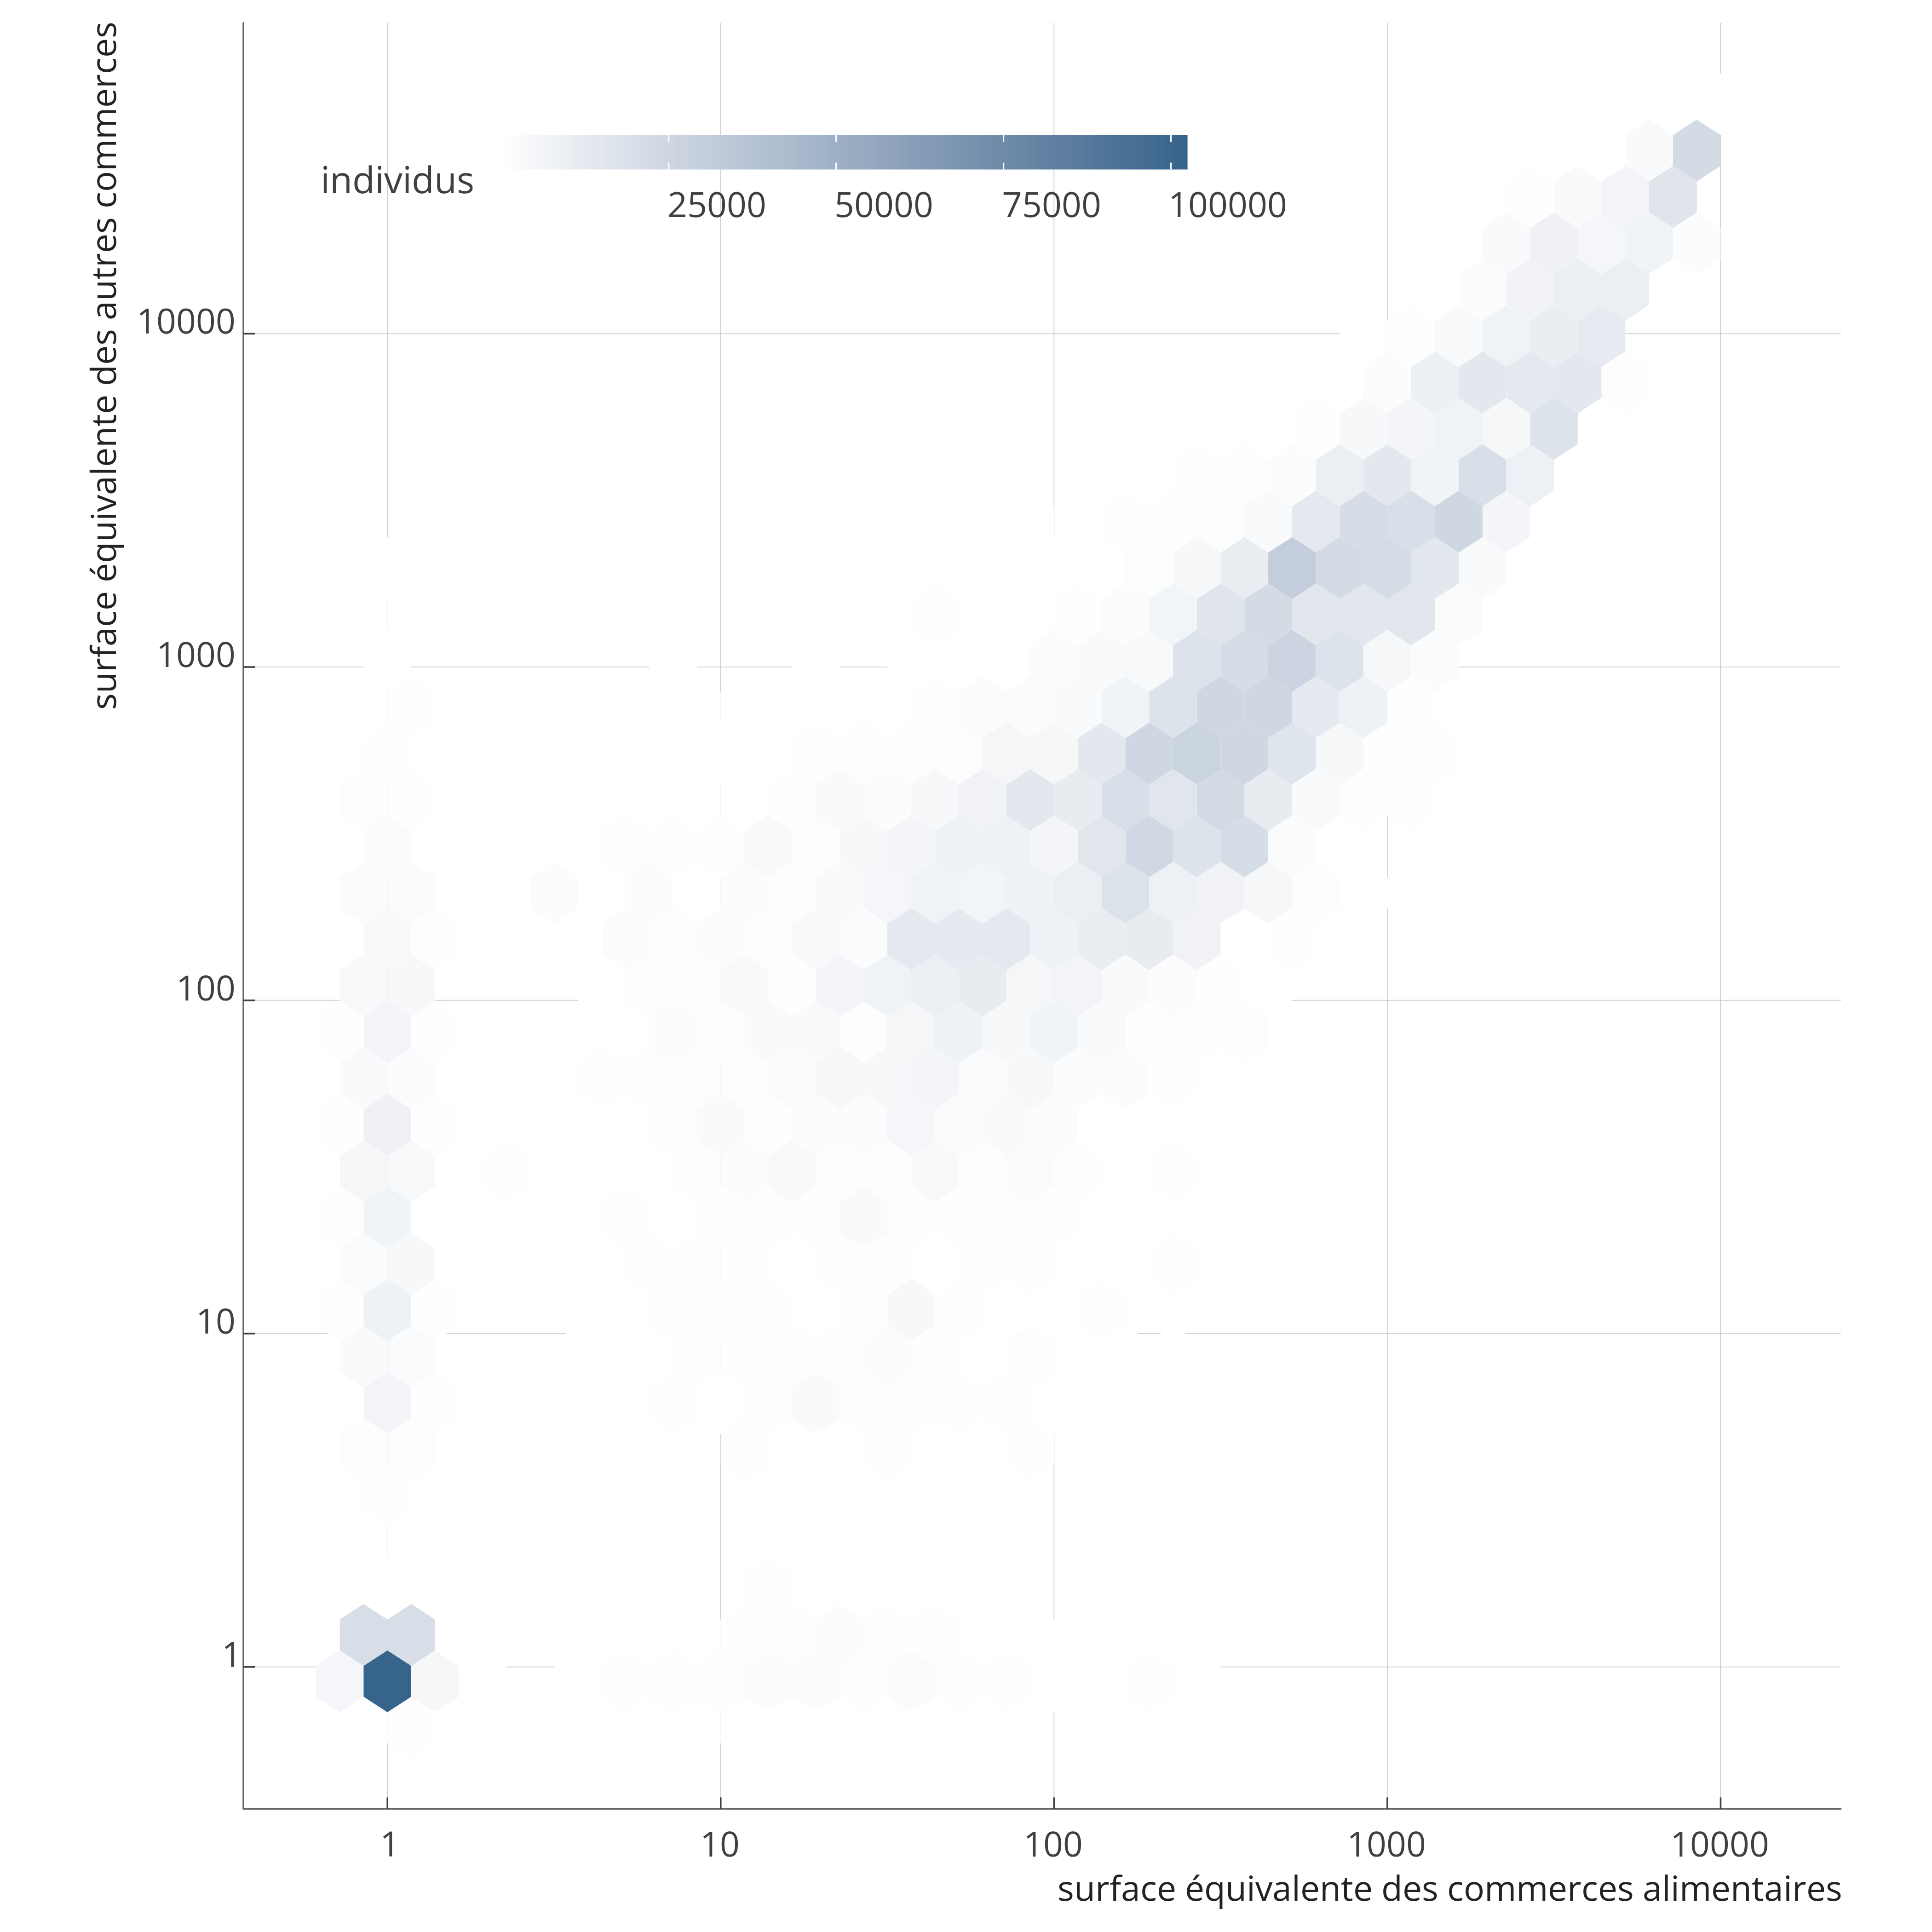 surface équivalente des autres commerces
individus
25000 50000 75000 100000
10000
1000
100
10
1
1 10 100 1000 10000
surface équivalente des commerces alimentaires